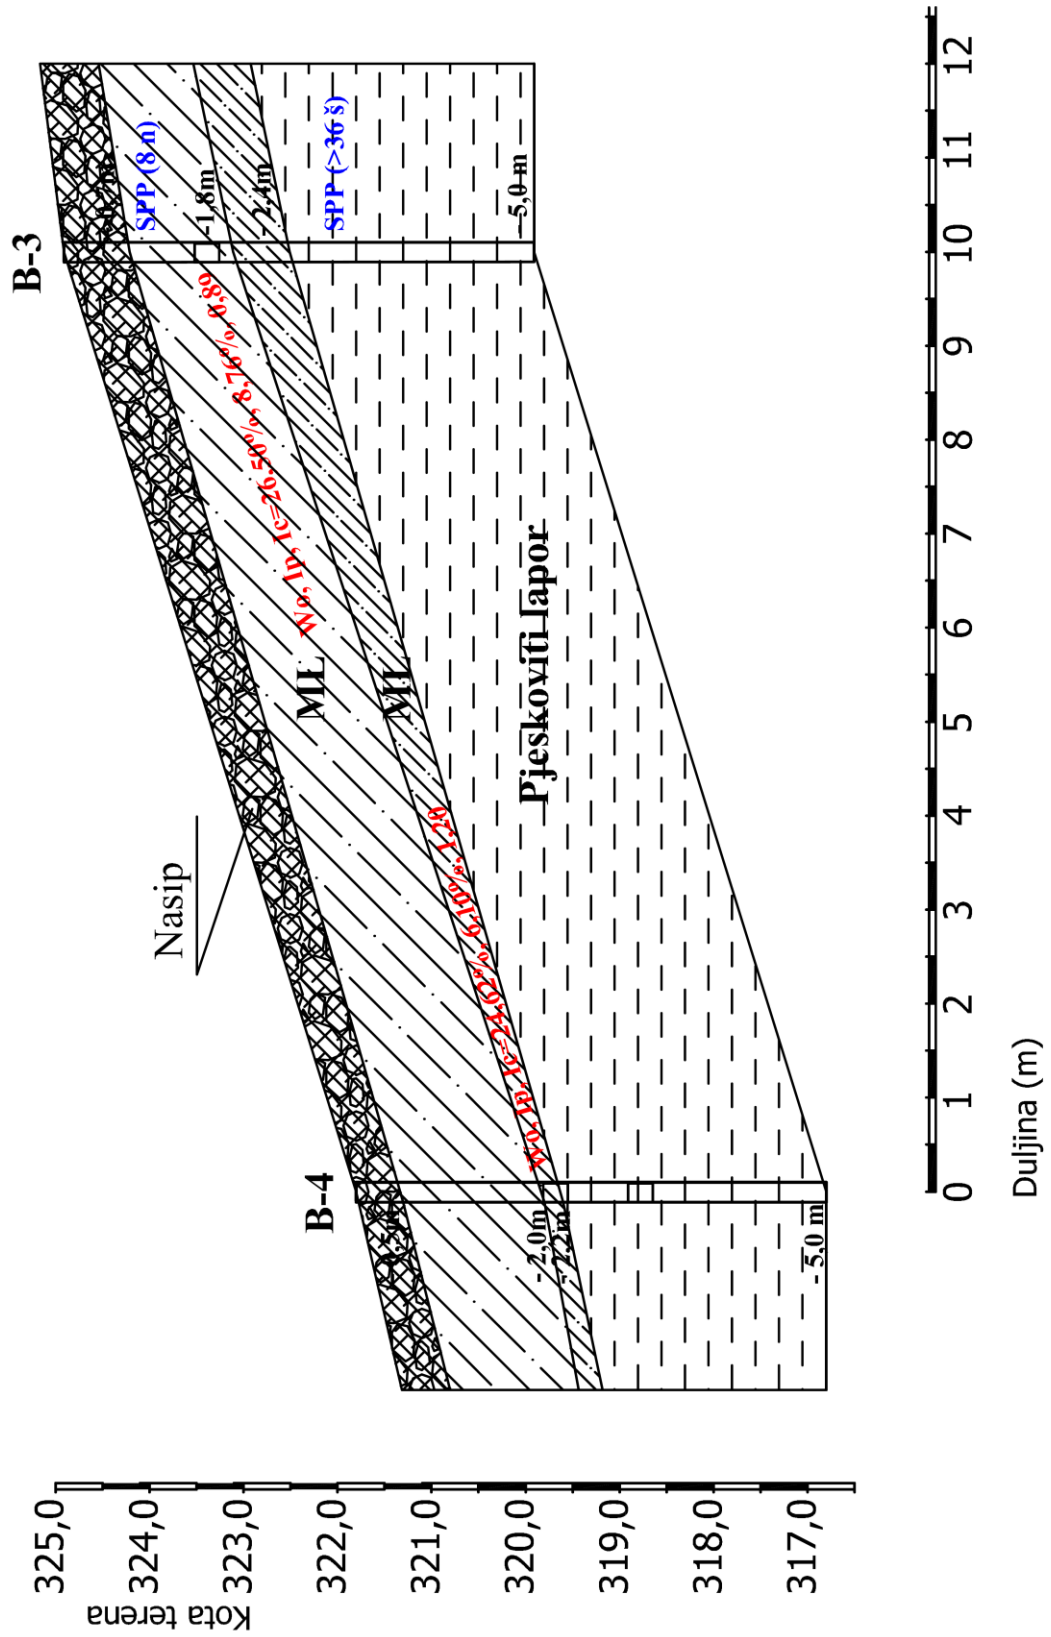 Kota terena
325,0
324,0
323,0
322,0
321,0
320,0
319,0
318,0
317,0
B-4
B-3
Nasip
ML
ML
Pjeskoviti lapor
Wo, Ip, Ic=26.50%, 8.76%, 0,80
Wo, Ip, Ic=24,62%, 6,10%, 1,20
SPP (8 n)
SPP (>36 š)
-1,8m
-2,4m
-5,0 m
-2,0m
-2,2m
- 5,0 m
0 1 2 3 4 5 6 7 8 9 10 11 12
Duljina (m)